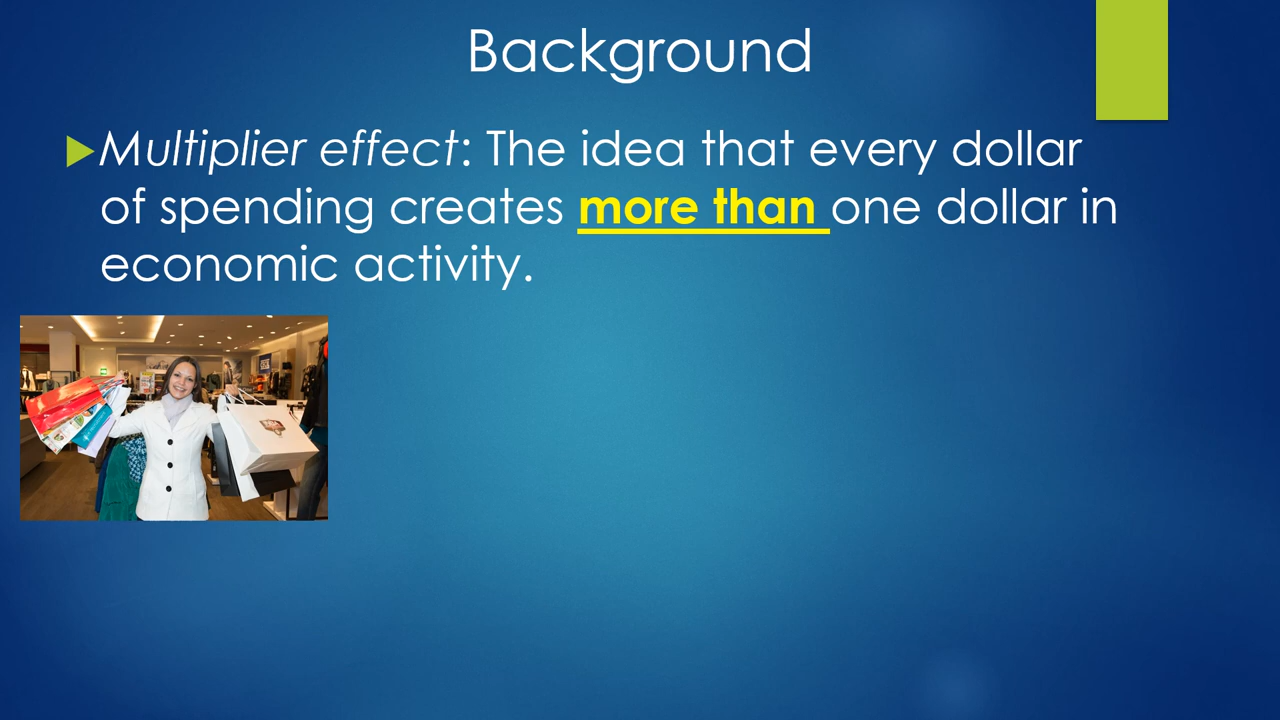 Background
Multiplier effect: The idea that every dollar
of spending creates more than one dollar in
economic activity.